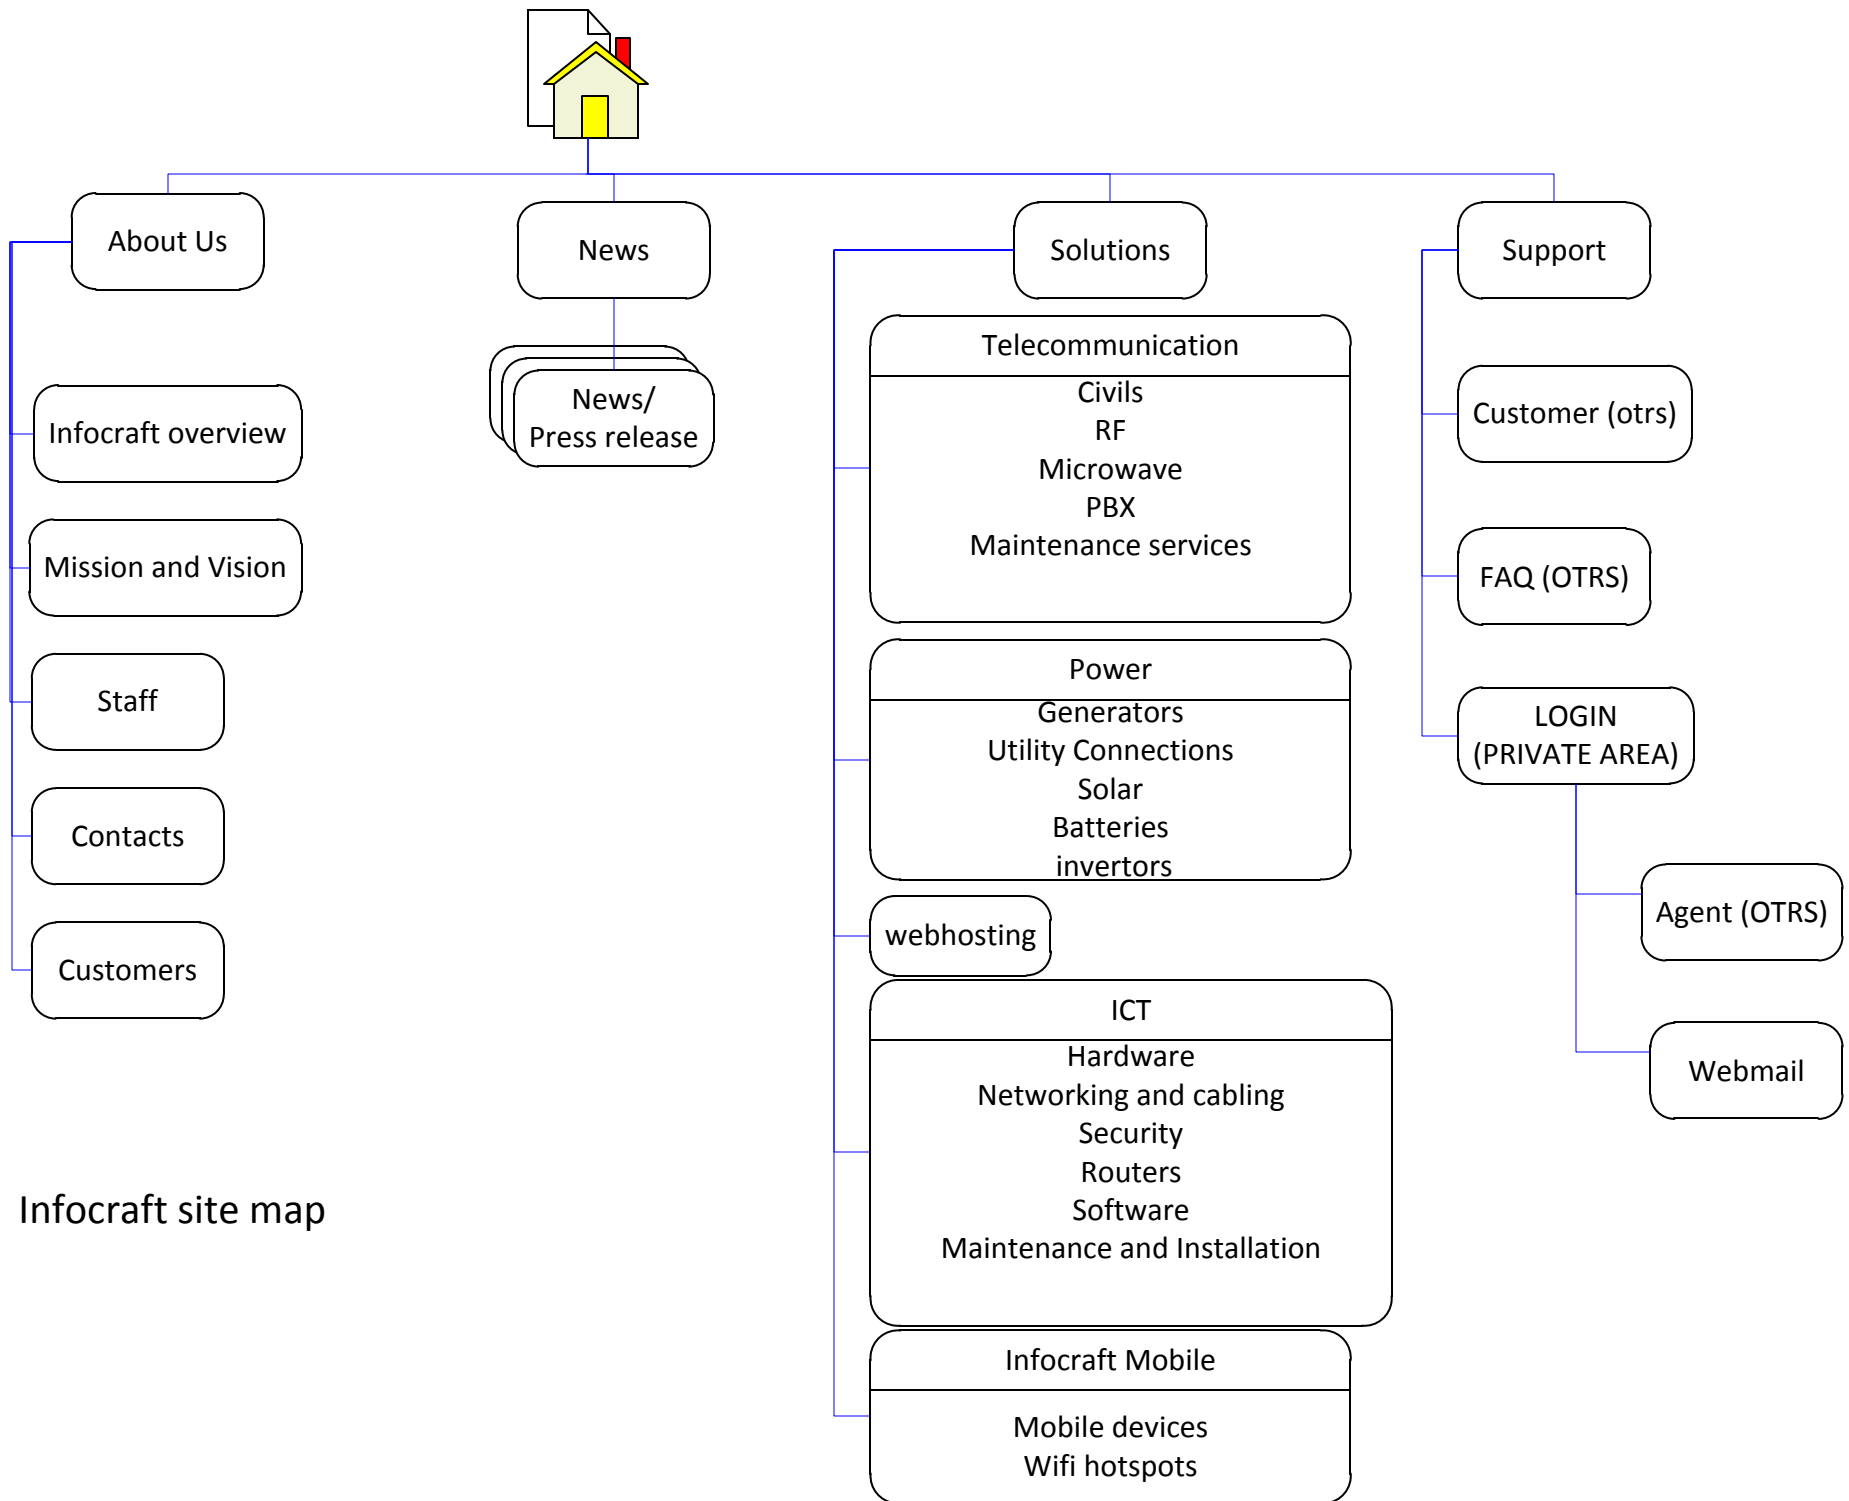 About Us
News
Solutions
Support
Infocraft overview
Mission and Vision
Staff
Contacts
Customers
News/
Press release
Telecommunication
Civils
RF
Microwave
PBX
Maintenance services
Power
Generators
Utility Connections
Solar
Batteries
invertors
webhosting
ICT
Hardware
Networking and cabling
Security
Routers
Software
Maintenance and Installation
Infocraft Mobile
Mobile devices
Wifi hotspots
Customer (otrs)
FAQ (OTRS)
LOGIN
(PRIVATE AREA)
Agent (OTRS)
Webmail
Infocraft site map